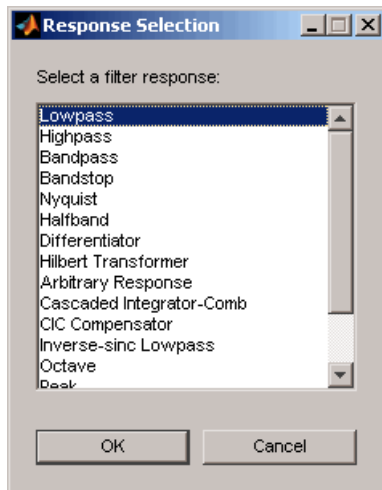 Response Selection
Select a filter response:
Lowpass
Highpass
Bandpass
Bandstop
Nyquist
Halfband
Differentiator
Hilbert Transformer
Arbitrary Response
Cascaded Integrator-Comb
CIC Compensator
Inverse-sinc Lowpass
Octave
Peak
OK
Cancel